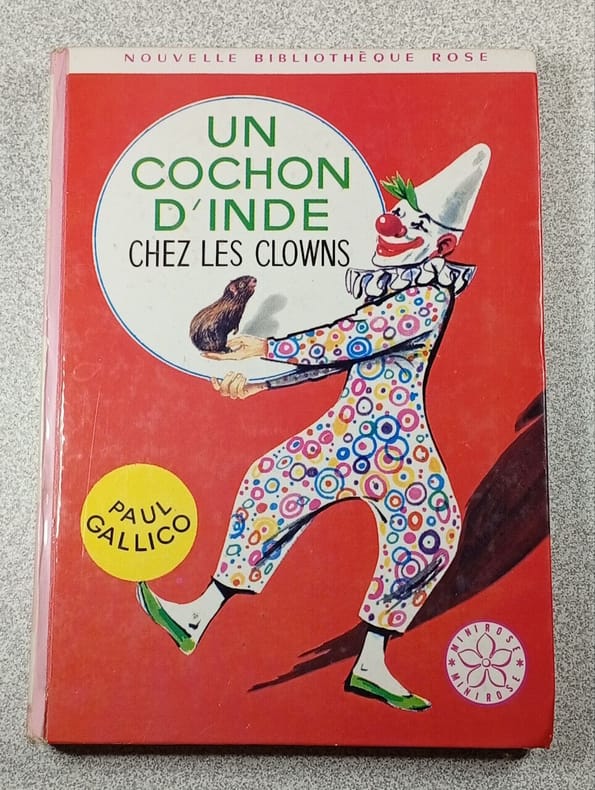 NOUVELLE BIBLIOTHÈQUE ROSE
UN
COCHON
D'INDE
CHEZ LES CLOWNS
PAUL
GALLICO
MINIROSE
MINIROSE